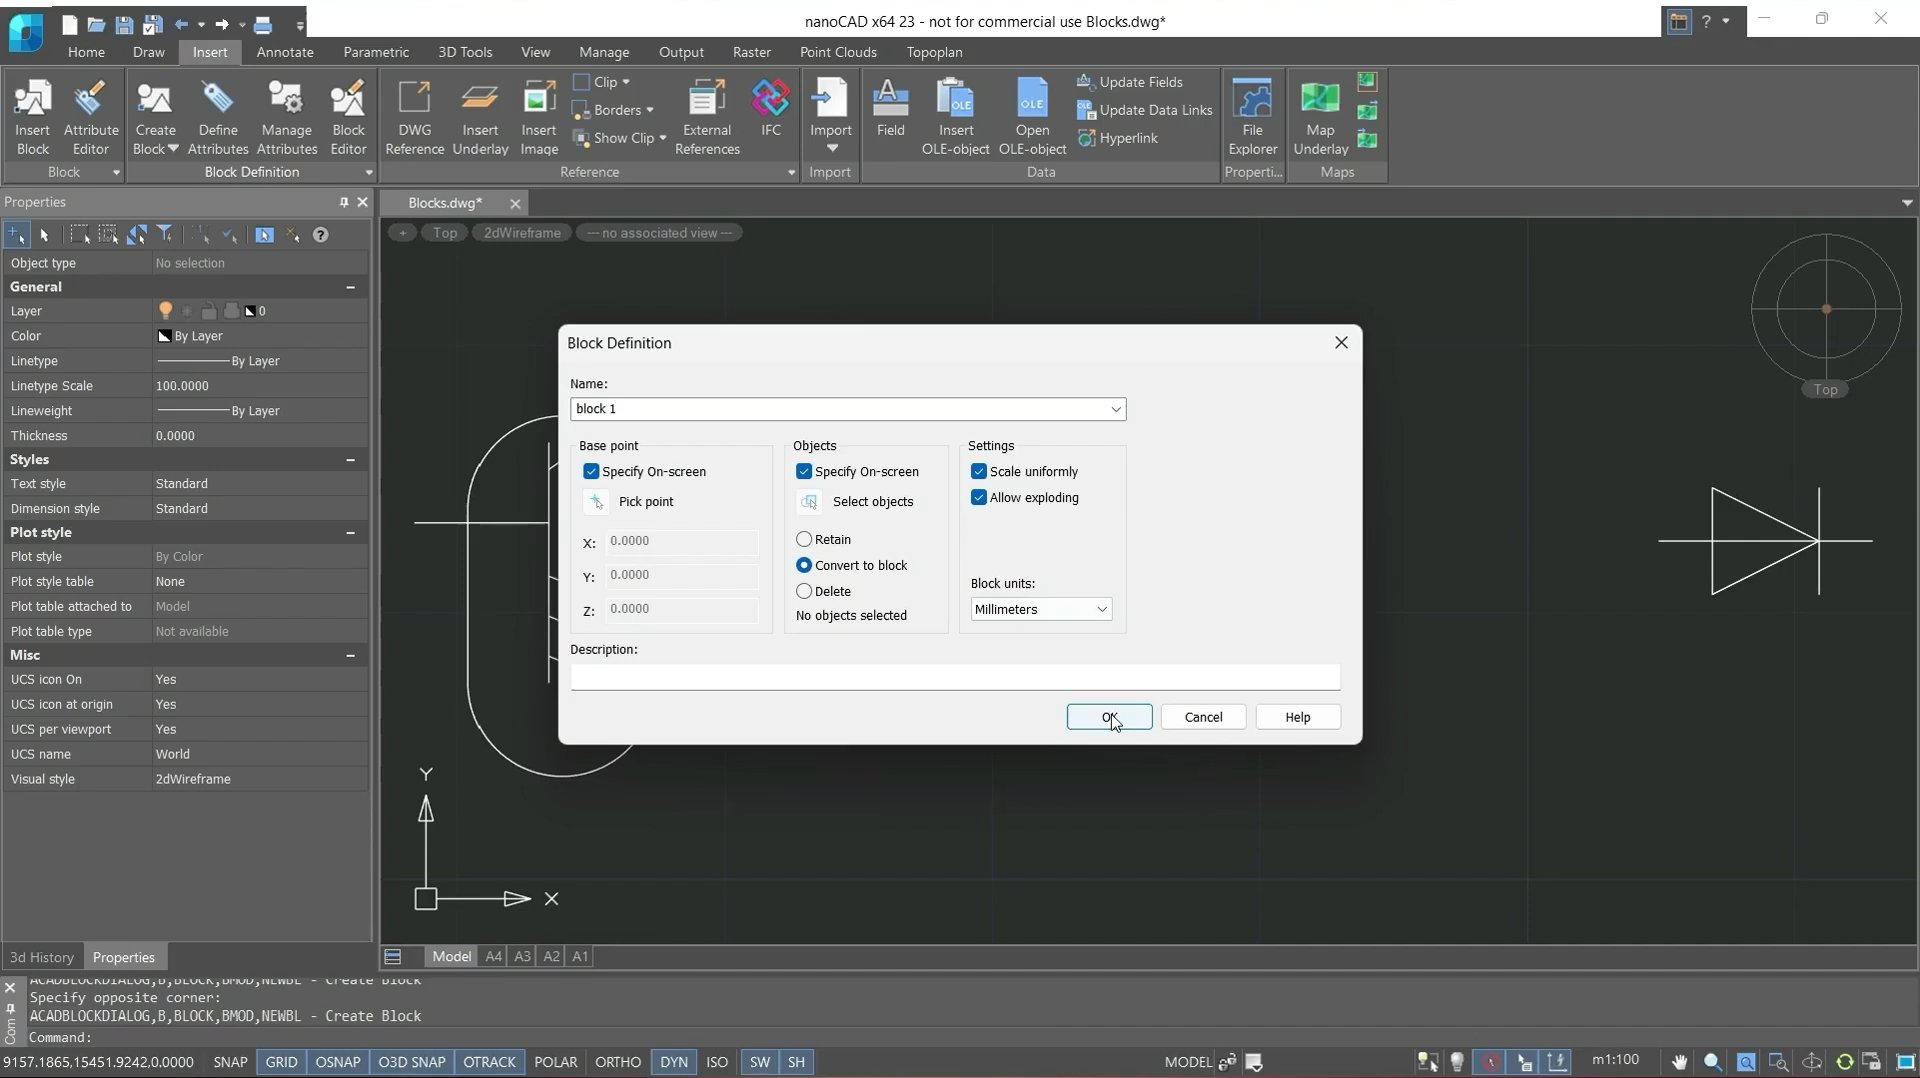 nanoCAD x64 23 - not for commercial use Blocks.dwg*
?
Home Draw Insert Annotate Parametric 3D Tools View Manage Output Raster Point Clouds Topoplan
Insert Block
Attribute Editor
Create Block
Define Attributes
Manage Attributes
Block Editor
DWG Reference
Insert Underlay
Insert Image
Clip
Borders
Show Clip
External References
IFC
Import
Field
Insert OLE-object
Open OLE-object
Update Fields
Update Data Links
Hyperlink
File Explorer
Map Underlay
Block Block Definition Reference Import Data Properti... Maps
Properties
Blocks.dwg*
+ Top 2dWireframe --- no associated view ---
Object type No selection
General
Layer 0
Color By Layer
Linetype By Layer
Linetype Scale 100.0000
Lineweight By Layer
Thickness 0.0000
Styles
Text style Standard
Dimension style Standard
Plot style
Plot style By Color
Plot style table None
Plot table attached to Model
Plot table type Not available
Misc
UCS icon On Yes
UCS icon at origin Yes
UCS per viewport Yes
UCS name World
Visual style 2dWireframe
Block Definition
Name:
block 1
Base point
Specify On-screen
Pick point
X: 0.0000
Y: 0.0000
Z: 0.0000
Objects
Specify On-screen
Select objects
Retain
Convert to block
Delete
No objects selected
Settings
Scale uniformly
Allow exploding
Block units:
Millimeters
Description:
OK Cancel Help
Top
Y
X
3d History Properties
Model A4 A3 A2 A1
ACADBLOCKDIALOG,B,BLOCK,BMOD,NEWBL - Create Block
Specify opposite corner:
ACADBLOCKDIALOG,B,BLOCK,BMOD,NEWBL - Create Block
Command:
9157.1865,15451.9242,0.0000 SNAP GRID OSNAP O3D SNAP OTRACK POLAR ORTHO DYN ISO SW SH MODEL m1:100